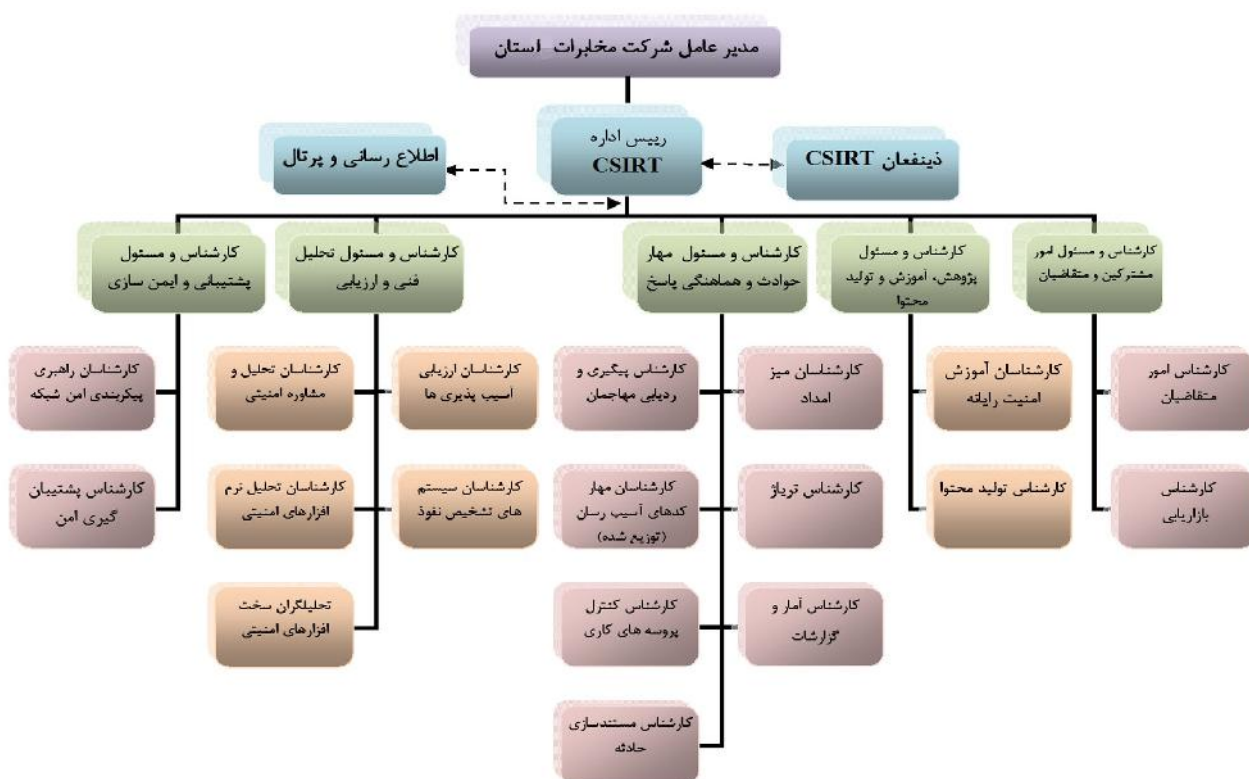 مدیر عامل شرکت مخابرات استان
رییس اداره
CSIRT
ذینفعان CSIRT
اطلاع رسانی و پرتال
کارشناس و مسئول امور
مشترکین و متقاضیان
کارشناس و مسئول
پژوهش، آموزش و تولید
محتوا
کارشناس و مسئول مهار
حوادث و هماهنگی پاسخ
کارشناس و مسئول تحلیل
فنی و ارزیابی
کارشناس و مسئول
پشتیبانی و ایمن سازی
کارشناس امور
متقاضیان
کارشناسان آموزش
امنیت رایانه
کارشناسان میز
امداد
کارشناس پیگیری و
ردیابی مهاجمان
کارشناسان ارزیابی
آسیب پذیری ها
کارشناسان تحلیل و
مشاوره امنیتی
کارشناسان راهبری
پیکربندی امن شبکه
کارشناس
بازاریابی
کارشناس تولید محتوا
کارشناس تریاژ
کارشناسان مهار
کدهای آسیب رسان
(توزیع شده)
کارشناسان سیستم
های تشخیص نفوذ
کارشناسان تحلیل نرم
افزارهای امنیتی
کارشناس پشتیبان
گیری امن
کارشناس آمار و
گزارشات
کارشناس کنترل
پروسه های کاری
تحلیلگران سخت
افزارهای امنیتی
کارشناس مستندسازی
حادثه